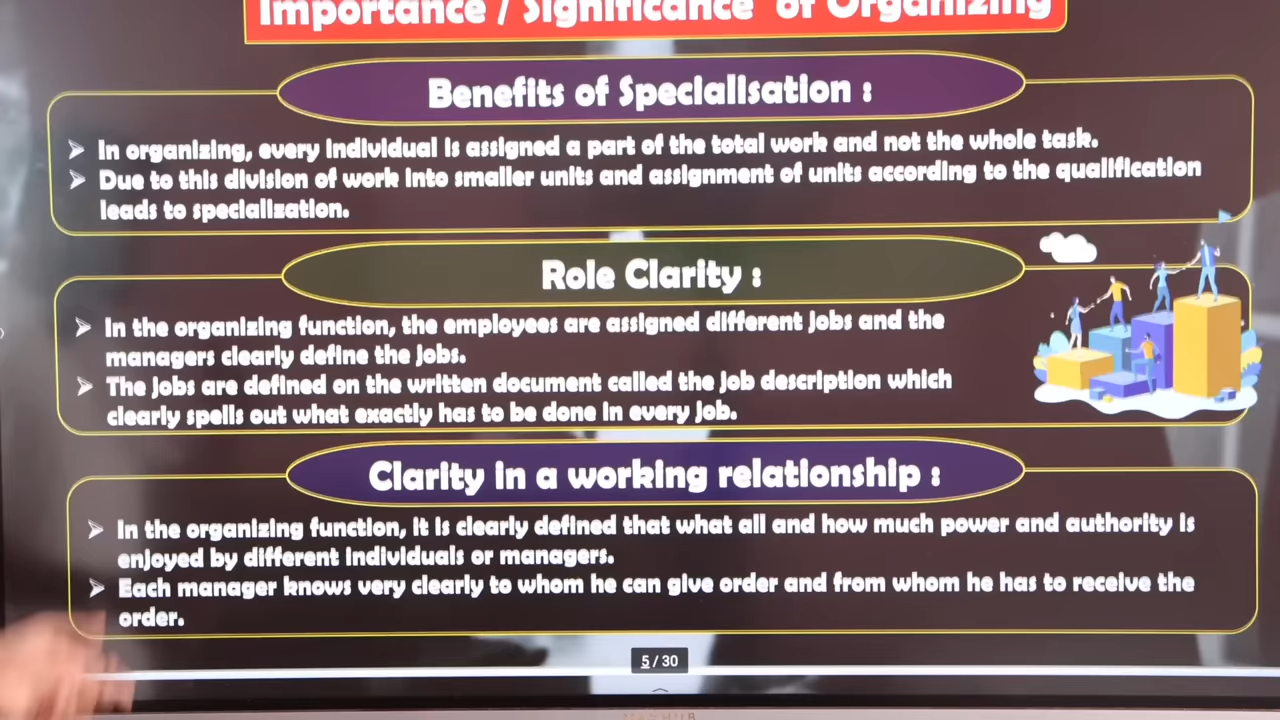 Importance / Significance of Organizing
Benefits of Specialisation :
➢ In organizing, every individual is assigned a part of the total work and not the whole task.
➢ Due to this division of work into smaller units and assignment of units according to the qualification
leads to specialization.
Role Clarity :
➢ In the organizing function, the employees are assigned different jobs and the
managers clearly define the jobs.
➢ The jobs are defined on the written document called the job description which
clearly spells out what exactly has to be done in every job.
Clarity in a working relationship :
➢ In the organizing function, it is clearly defined that what all and how much power and authority is
enjoyed by different individuals or managers.
➢ Each manager knows very clearly to whom he can give order and from whom he has to receive the
order.
5 / 30